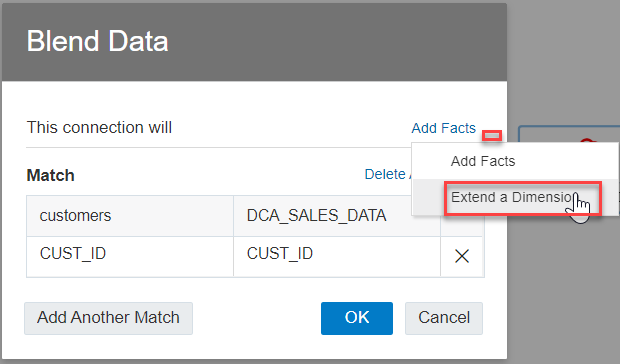 Blend Data
This connection will Add Facts
Add Facts
Match Delete
Extend a Dimension
customers DCA_SALES_DATA
CUST_ID CUST_ID
Add Another Match OK Cancel